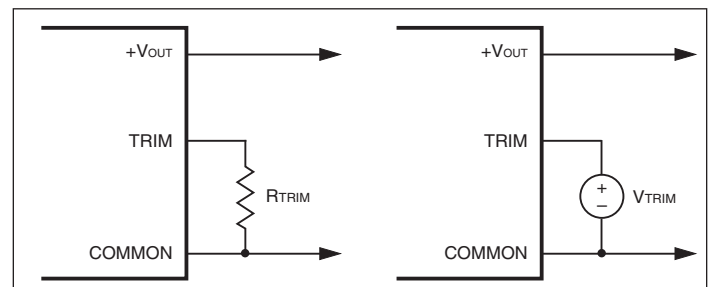 +VOUT
TRIM
RTRIM
COMMON
+VOUT
TRIM
+
–
VTRIM
COMMON